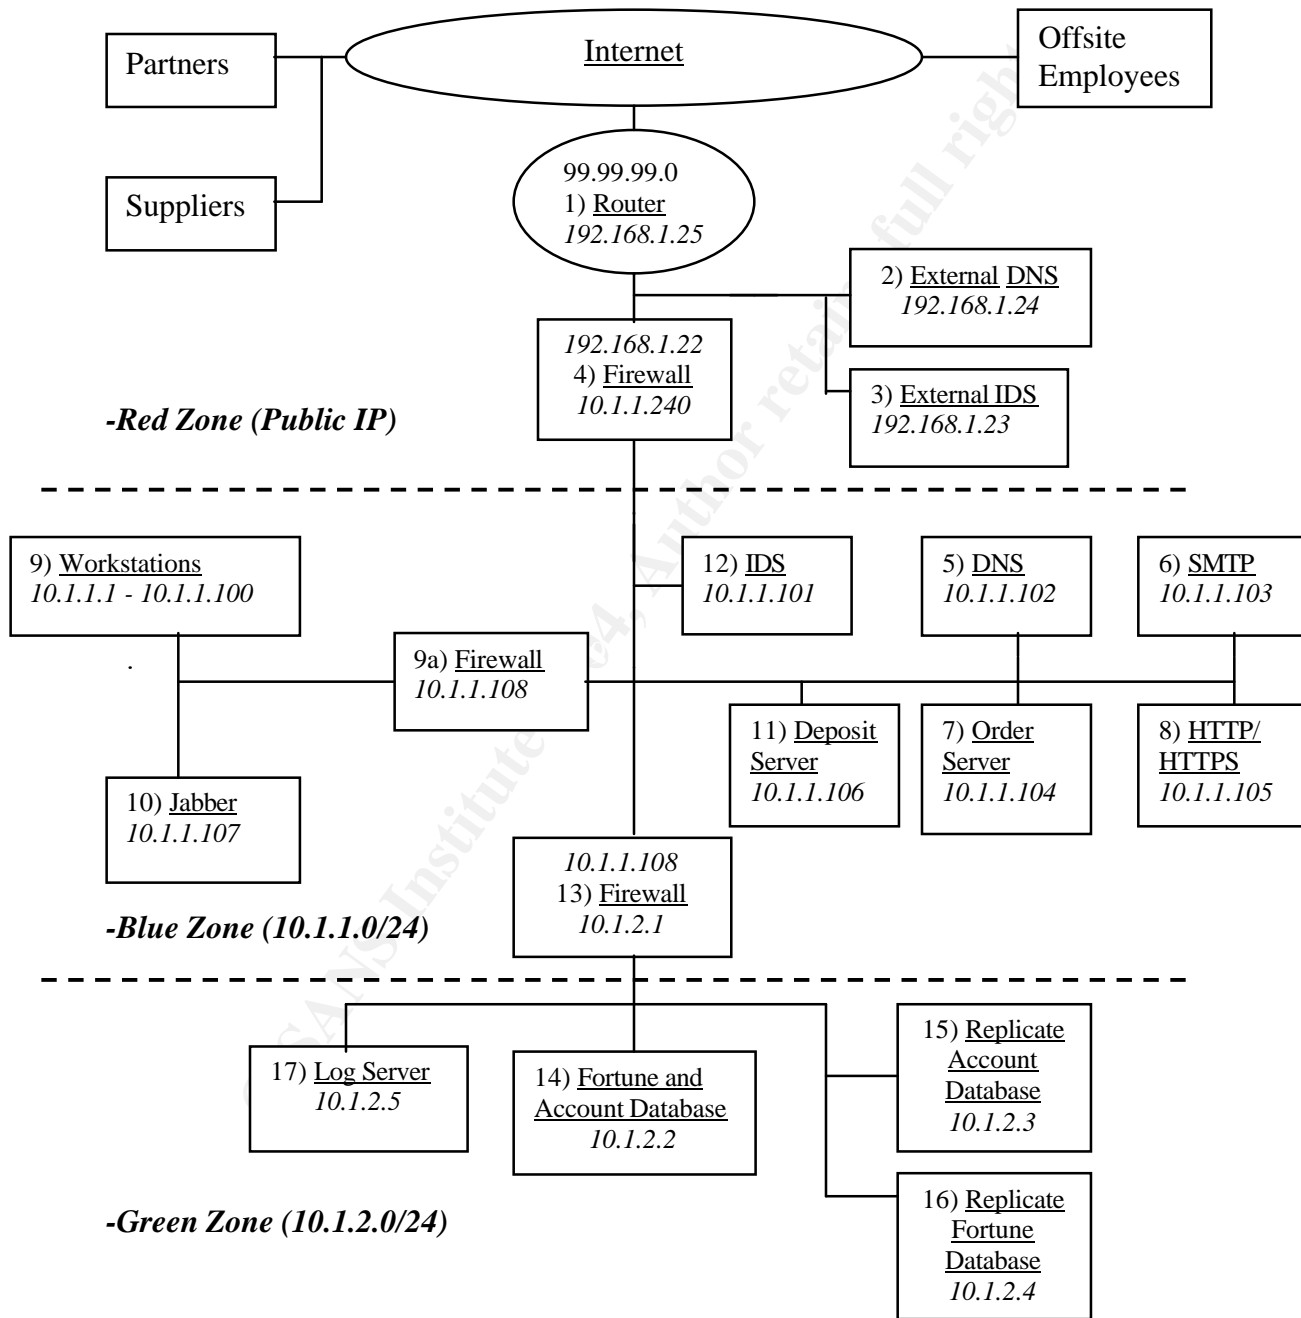 Partners
Internet
Offsite
Employees
Suppliers
99.99.99.0
1) Router
192.168.1.25
2) External DNS
192.168.1.24
192.168.1.22
4) Firewall
10.1.1.240
3) External IDS
192.168.1.23
-Red Zone (Public IP)
9) Workstations
10.1.1.1 - 10.1.1.100
12) IDS
10.1.1.101
5) DNS
10.1.1.102
6) SMTP
10.1.1.103
9a) Firewall
10.1.1.108
11) Deposit
Server
10.1.1.106
7) Order
Server
10.1.1.104
8) HTTP/
HTTPS
10.1.1.105
10) Jabber
10.1.1.107
10.1.1.108
13) Firewall
10.1.2.1
-Blue Zone (10.1.1.0/24)
17) Log Server
10.1.2.5
14) Fortune and
Account Database
10.1.2.2
15) Replicate
Account
Database
10.1.2.3
-Green Zone (10.1.2.0/24)
16) Replicate
Fortune
Database
10.1.2.4
SANS Institute 4, Author retain full right